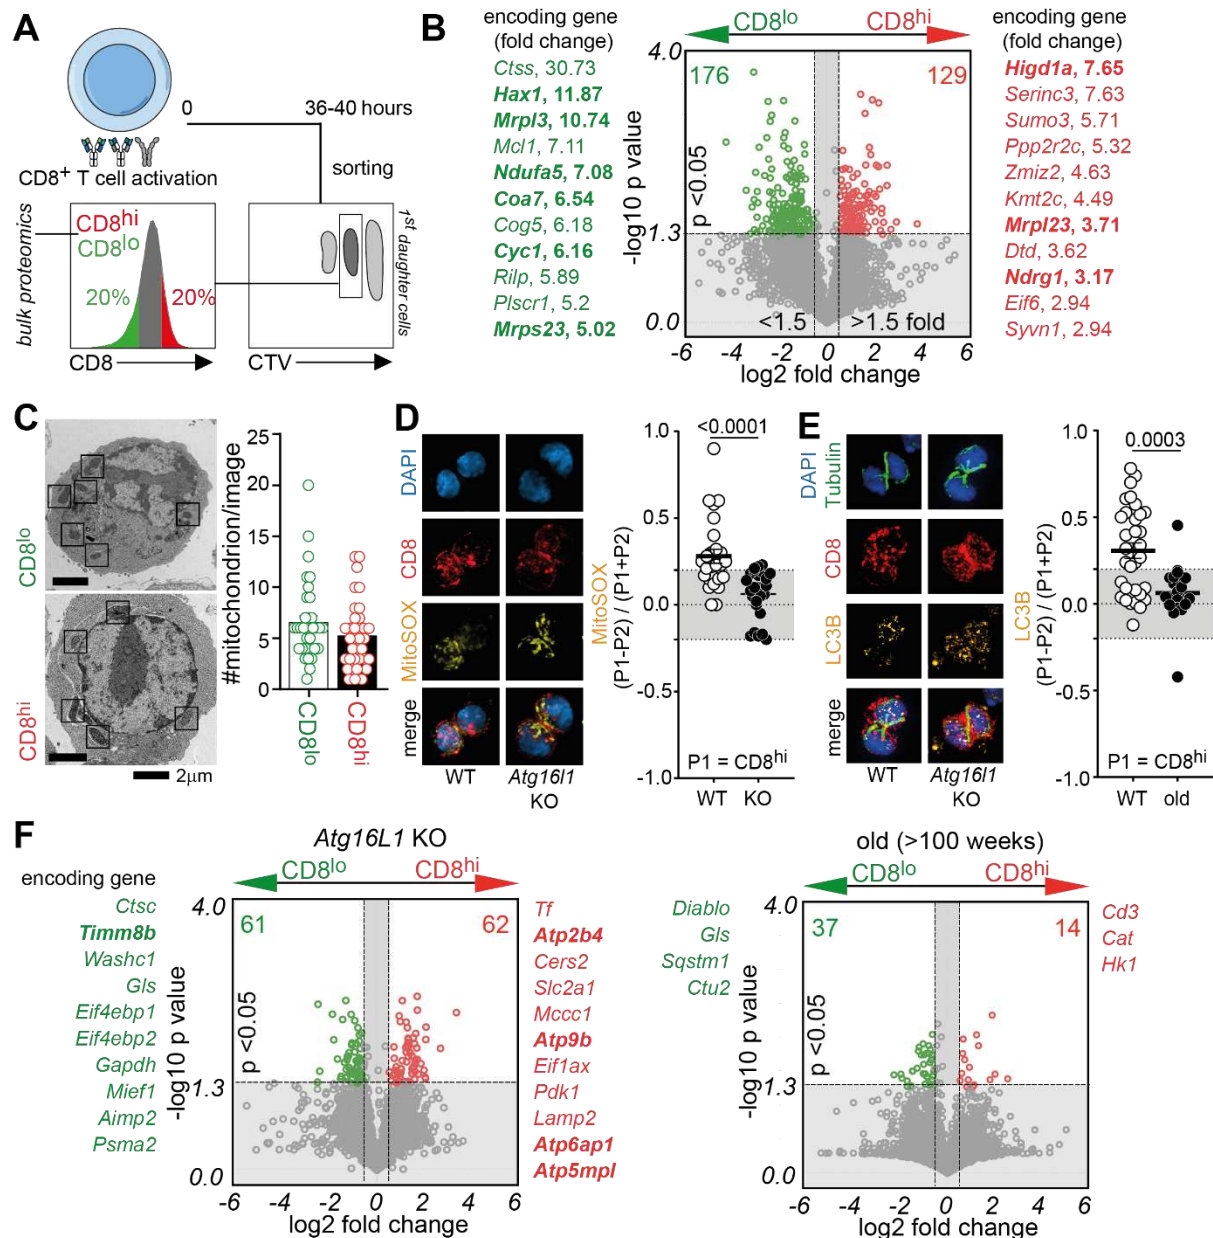 A
0
36-40 hours
sorting
CD8+ T cell activation
bulk proteomics
CD8hi
CD8lo
20%
20%
CD8
1st daughter cells
CTV
B
encoding gene
(fold change)
Ctss, 30.73
Hax1, 11.87
Mrpl3, 10.74
Mcl1, 7.11
Ndufa5, 7.08
Coa7, 6.54
Cog5, 6.18
Cyc1, 6.16
Rilp, 5.89
Plscr1, 5.2
Mrps23, 5.02
CD8lo
CD8hi
4.0
176
129
-log10 p value
p <0.05
1.3
0.0
<1.5
>1.5 fold
-6 -4 -2 0 2 4 6
log2 fold change
encoding gene
(fold change)
Higd1a, 7.65
Serinc3, 7.63
Sumo3, 5.71
Ppp2r2c, 5.32
Zmiz2, 4.63
Kmt2c, 4.49
Mrpl23, 3.71
Dtd, 3.62
Ndrg1, 3.17
Eif6, 2.94
Syvn1, 2.94
C
CD8lo
CD8hi
2μm
#mitochondrion/image
25
20
15
10
5
0
CD8lo
CD8hi
D
DAPI
CD8
MitoSOX
merge
WT
Atg16l1
KO
<0.0001
MitoSOX
(P1-P2) / (P1+P2)
1.0
0.5
0.0
-0.5
-1.0
P1 = CD8hi
WT KO
E
DAPI
Tubulin
CD8
LC3B
merge
WT
Atg16l1
KO
0.0003
LC3B
(P1-P2) / (P1+P2)
1.0
0.5
0.0
-0.5
-1.0
P1 = CD8hi
WT old
F
Atg16L1 KO
encoding gene
Ctsc
Timm8b
Washc1
Gls
Eif4ebp1
Eif4ebp2
Gapdh
Mief1
Aimp2
Psma2
CD8lo
CD8hi
4.0
61
62
-log10 p value
p <0.05
1.3
0.0
-6 -4 -2 0 2 4 6
log2 fold change
Tf
Atp2b4
Cers2
Slc2a1
Mccc1
Atp9b
Eif1ax
Pdk1
Lamp2
Atp6ap1
Atp5mpl
old (>100 weeks)
Diablo
Gls
Sqstm1
Ctu2
CD8lo
CD8hi
4.0
37
14
-log10 p value
p <0.05
1.3
0.0
-6 -4 -2 0 2 4 6
log2 fold change
Cd3
Cat
Hk1